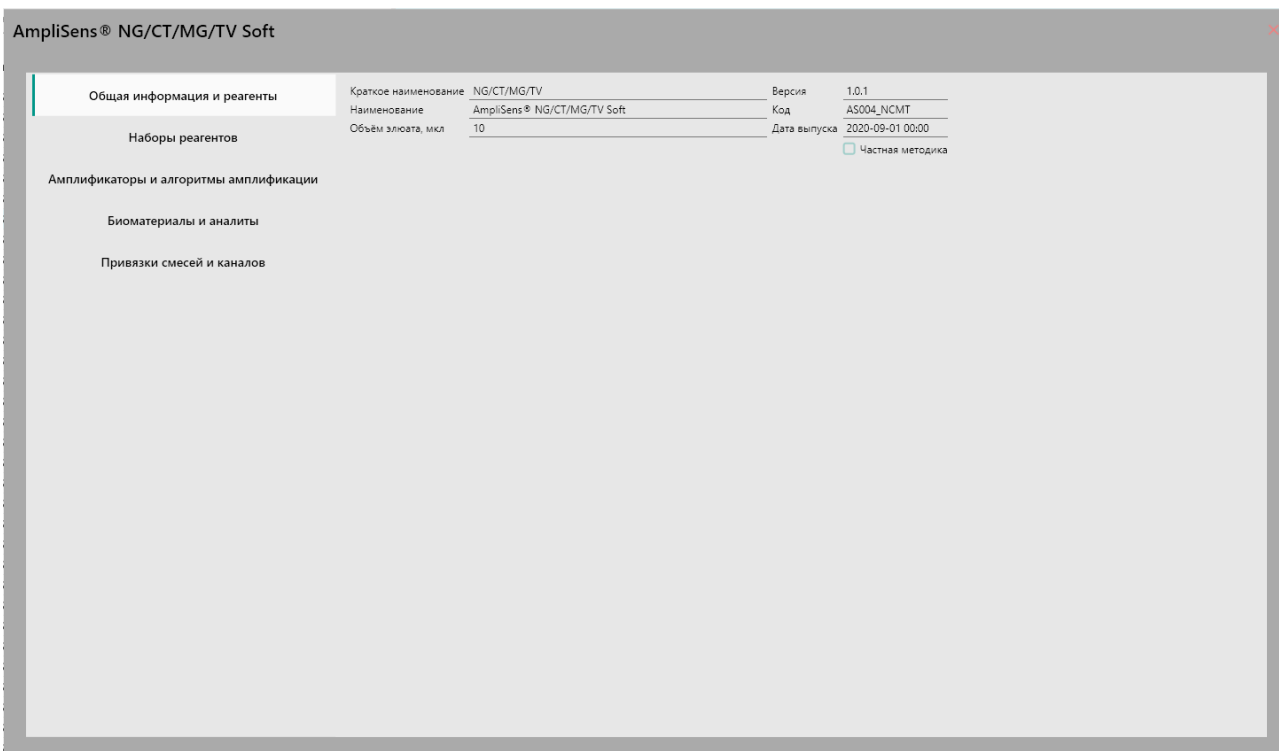 AmpliSens® NG/CT/MG/TV Soft
Общая информация и реагенты
Наборы реагентов
Амплификаторы и алгоритмы амплификации
Биоматериалы и аналиты
Привязки смесей и каналов
Краткое наименование NG/CT/MG/TV Версия 1.0.1
Наименование AmpliSens® NG/CT/MG/TV Soft Код AS004_NCMT
Объём элюата, мкл 10 Дата выпуска 2020-09-01 00:00
Частная методика